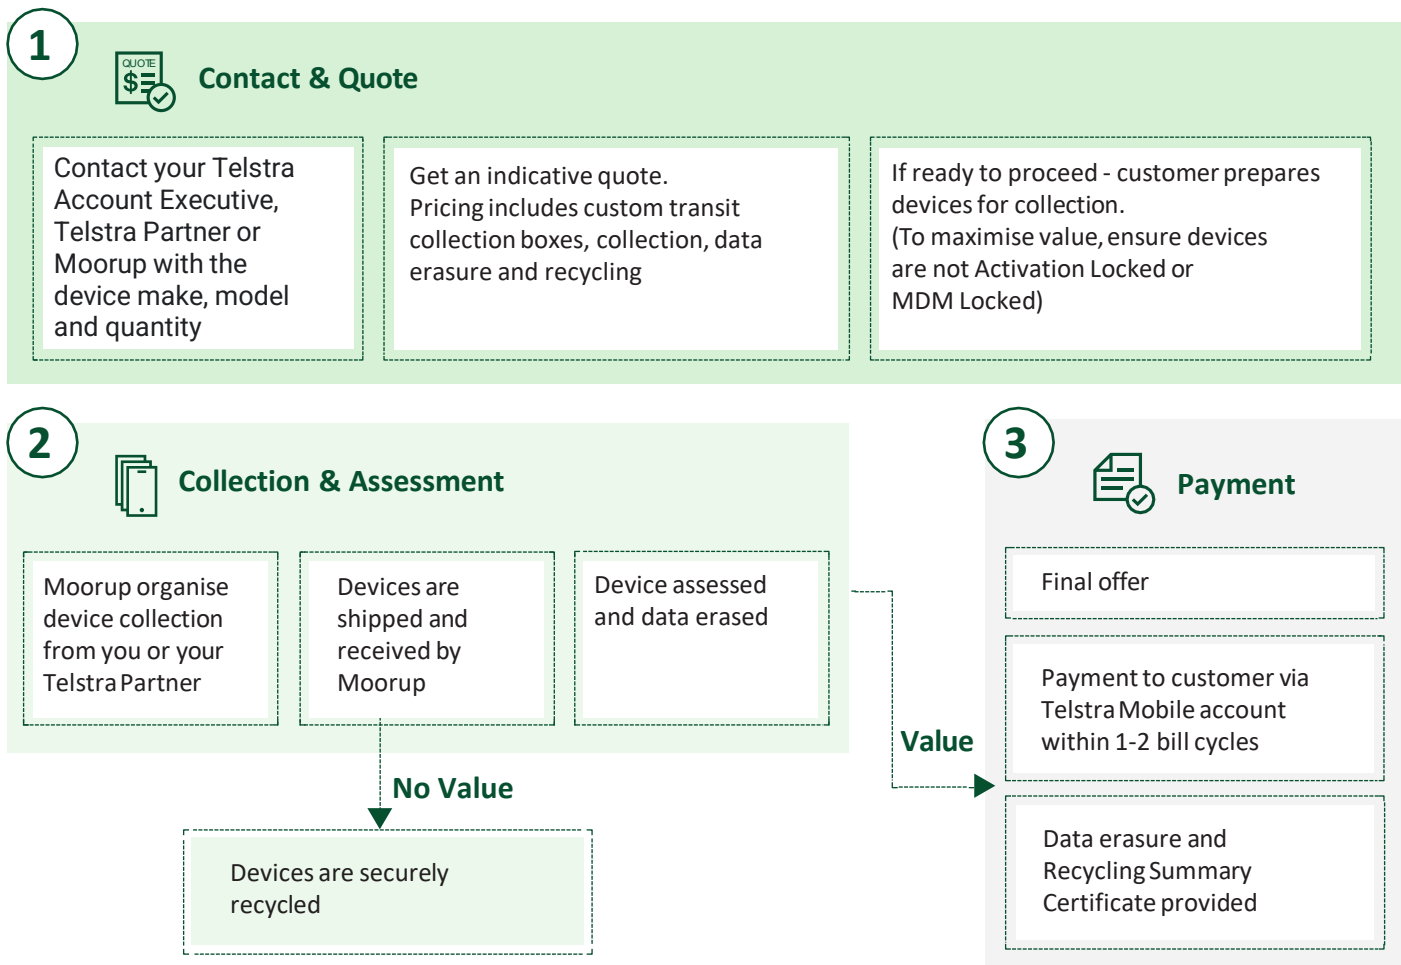 1
QUOTE
$
Contact & Quote
Contact your Telstra
Account Executive,
Telstra Partner or
Moorup with the
device make, model
and quantity
Get an indicative quote.
Pricing includes custom transit
collection boxes, collection, data
erasure and recycling
If ready to proceed - customer prepares
devices for collection.
(To maximise value, ensure devices
are not Activation Locked or
MDM Locked)
2
Collection & Assessment
Moorup organise
device collection
from you or your
Telstra Partner
Devices are
shipped and
received by
Moorup
Device assessed
and data erased
No Value
Devices are securely
recycled
Value
3
Payment
Final offer
Payment to customer via
Telstra Mobile account
within 1-2 bill cycles
Data erasure and
Recycling Summary
Certificate provided